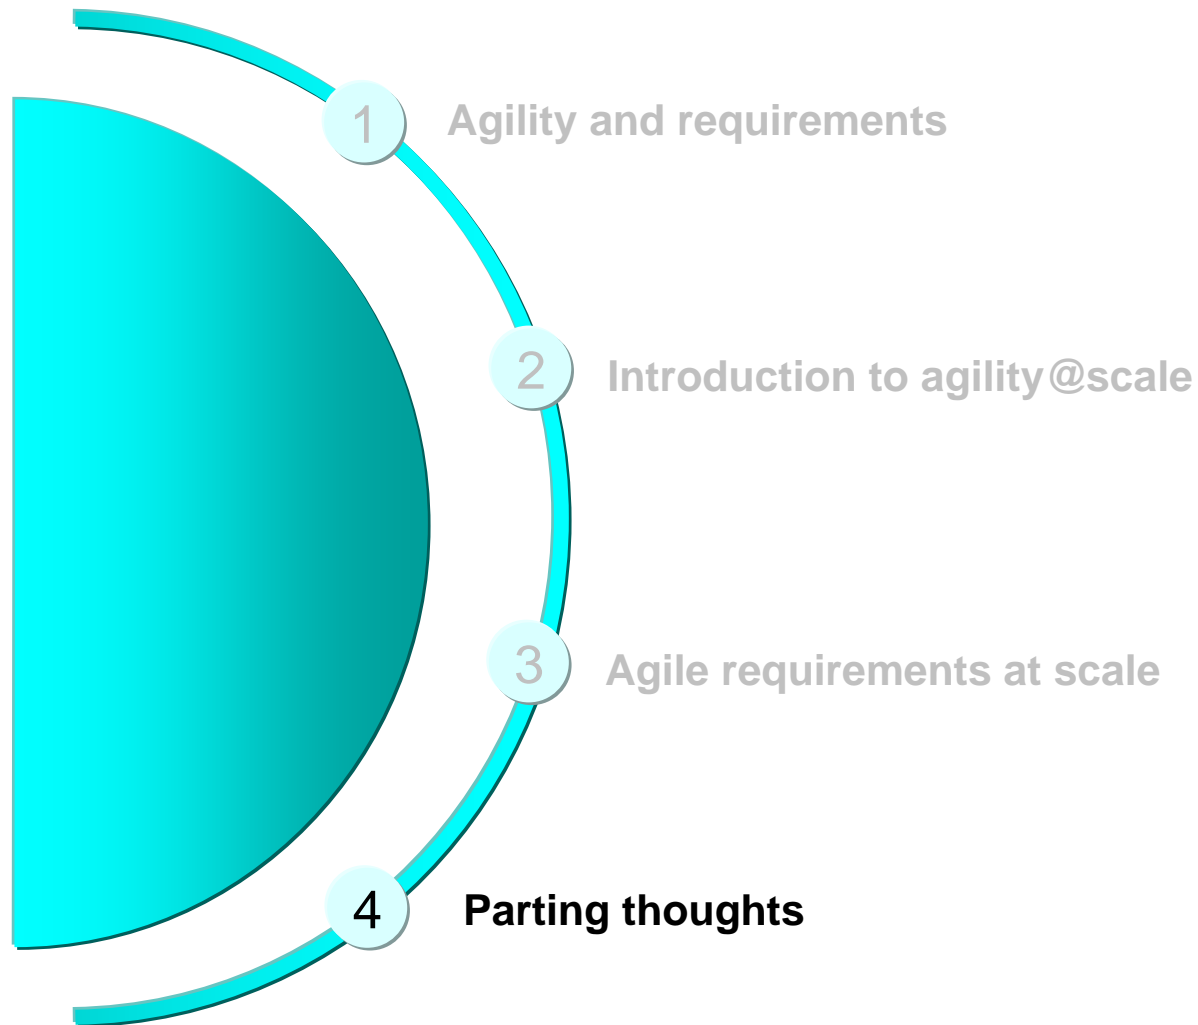 1 Agility and requirements
2 Introduction to agility@scale
3 Agile requirements at scale
4 Parting thoughts